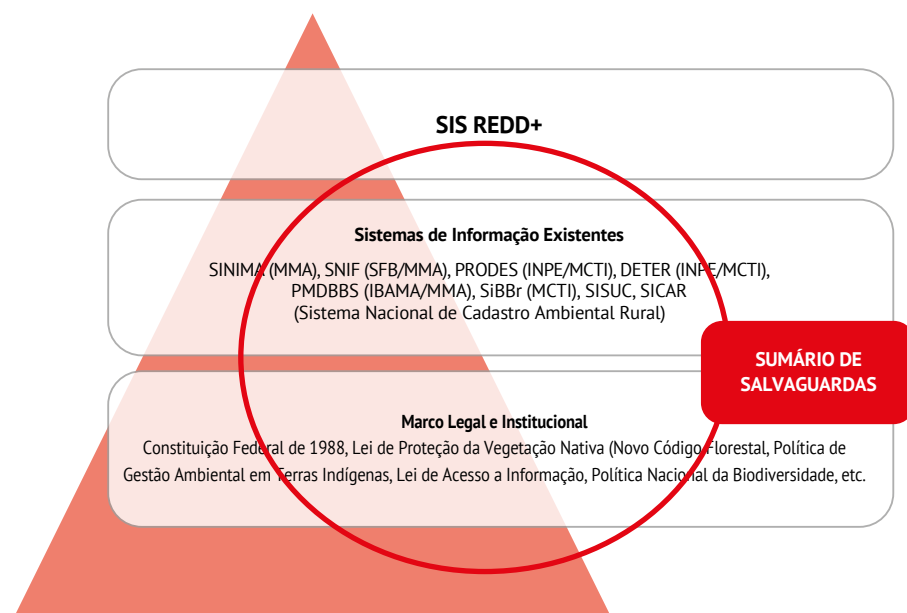 SIS REDD+
Sistemas de Informação Existentes
SINIMA (MMA), SNIF (SFB/MMA), PRODES (INPE/MCTI), DETER (INPE/MCTI),
PMDBBS (IBAMA/MMA), SiBBr (MCTI), SISUC, SICAR
(Sistema Nacional de Cadastro Ambiental Rural)
SUMÁRIO DE
SALVAGUARDAS
Marco Legal e Institucional
Constituição Federal de 1988, Lei de Proteção da Vegetação Nativa (Novo Código Florestal, Política de
Gestão Ambiental em Terras Indígenas, Lei de Acesso a Informação, Política Nacional da Biodiversidade, etc.